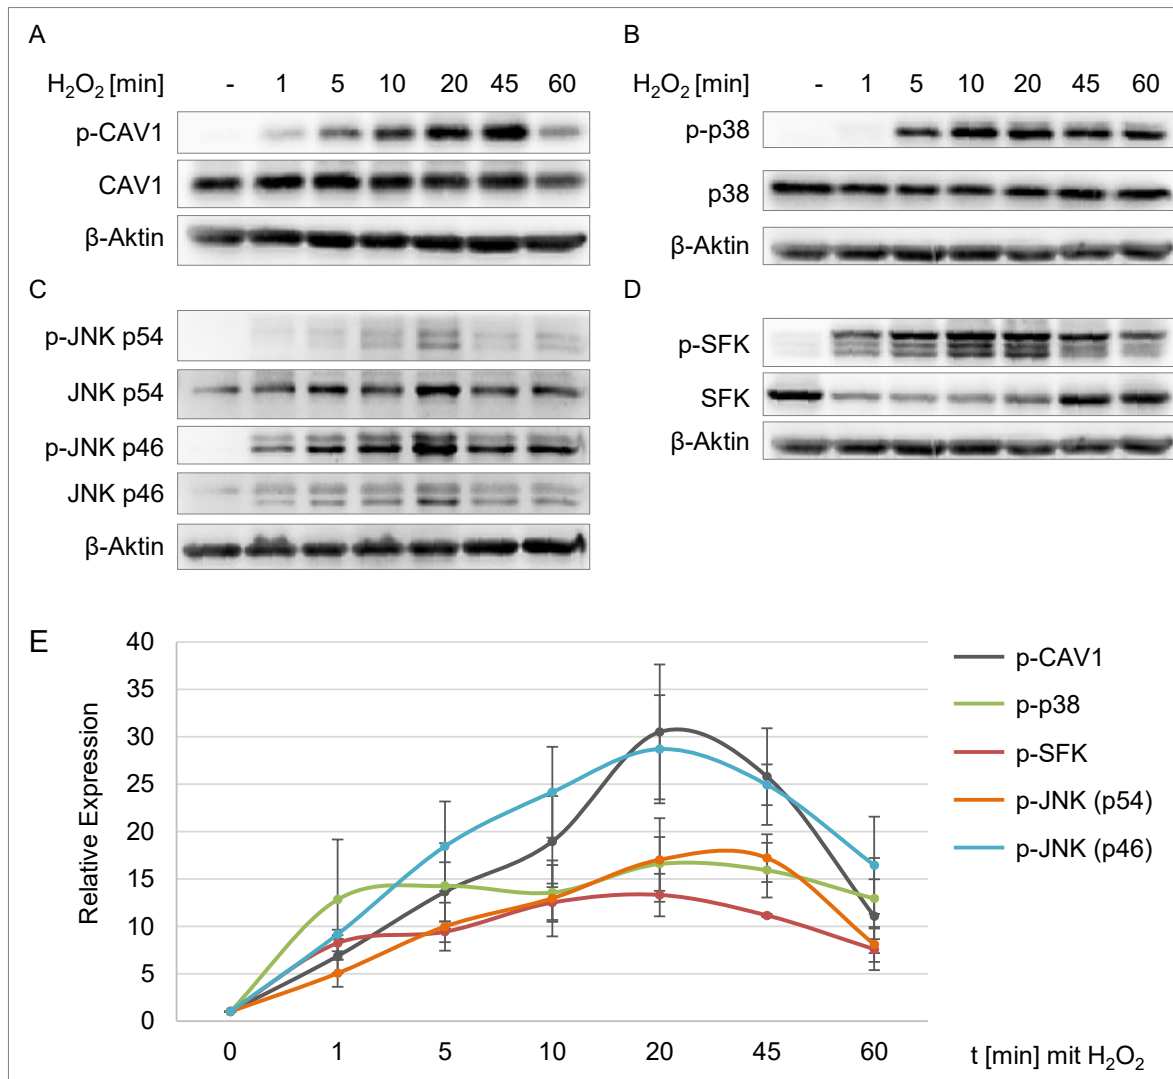 A
H₂O₂ [min] - 1 5 10 20 45 60
p-CAV1
CAV1
β-Aktin
B
H₂O₂ [min] - 1 5 10 20 45 60
p-p38
p38
β-Aktin
C
p-JNK p54
JNK p54
p-JNK p46
JNK p46
β-Aktin
D
p-SFK
SFK
β-Aktin
E
Relative Expression
40
35
30
25
20
15
10
5
0
0 1 5 10 20 45 60
t [min] mit H₂O₂
p-CAV1
p-p38
p-SFK
p-JNK (p54)
p-JNK (p46)